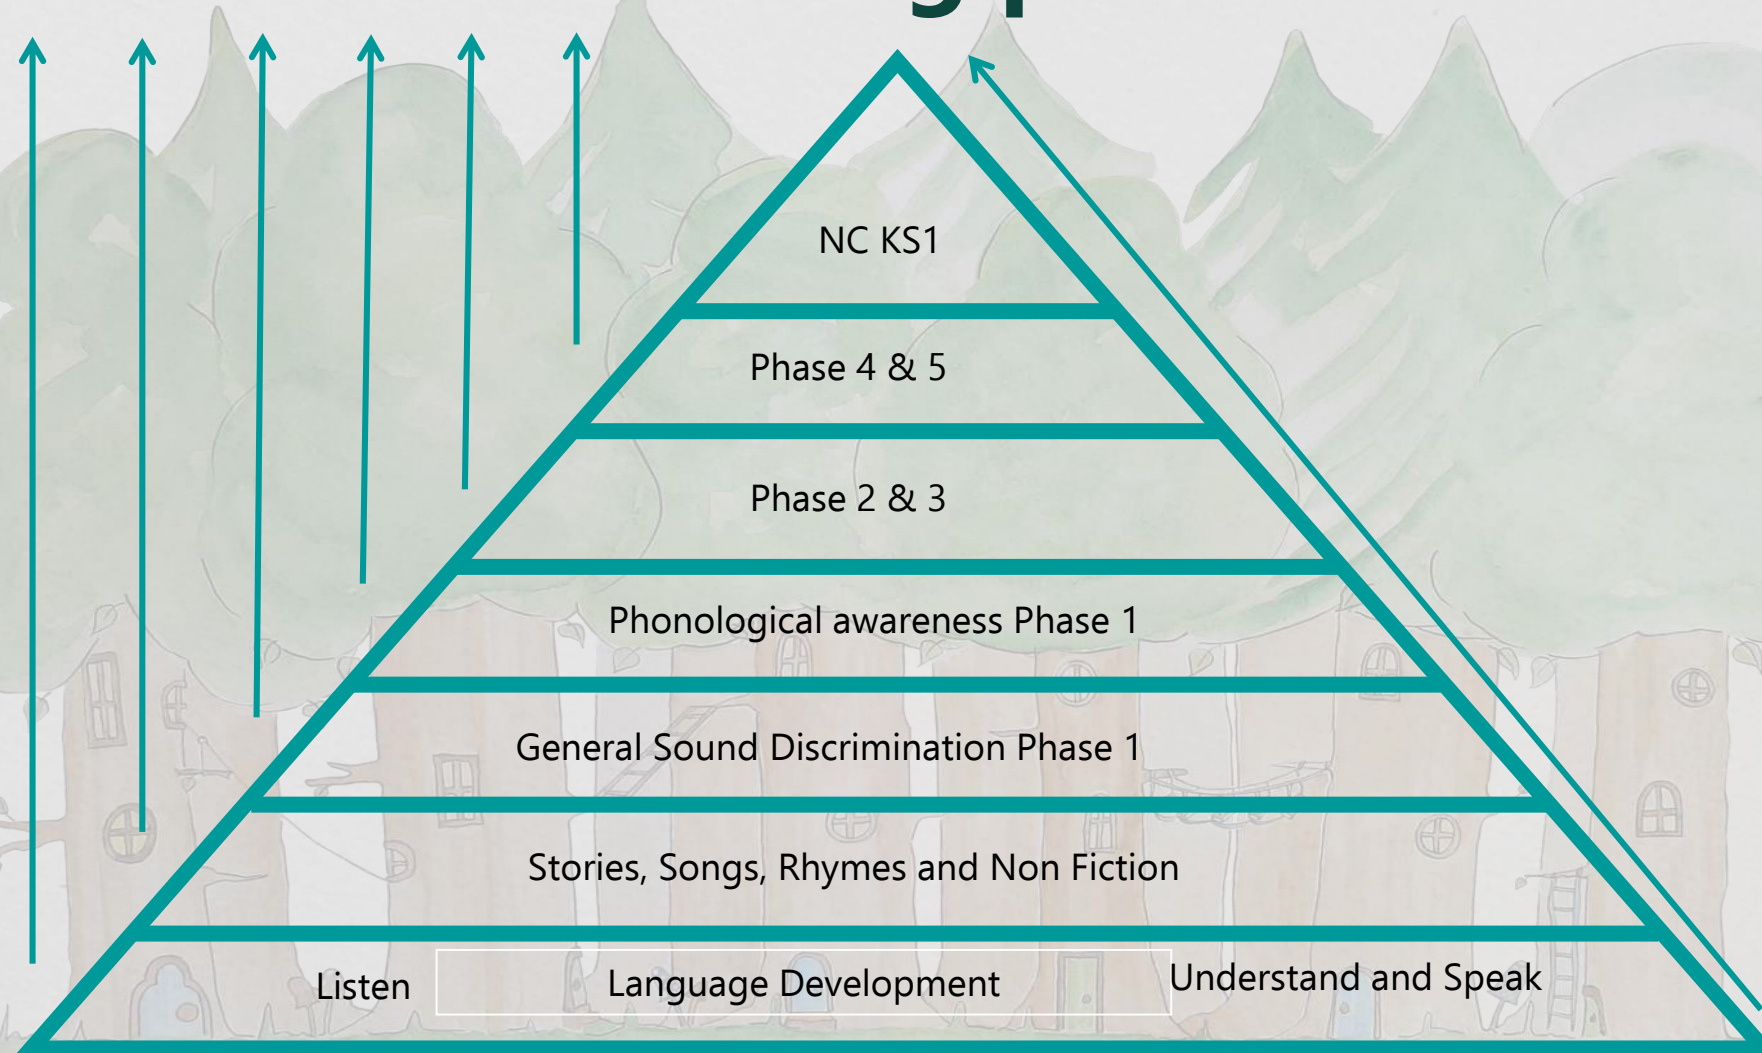 NC KS1
Phase 4 & 5
Phase 2 & 3
Phonological awareness Phase 1
General Sound Discrimination Phase 1
Stories, Songs, Rhymes and Non Fiction
Listen Language Development Understand and Speak